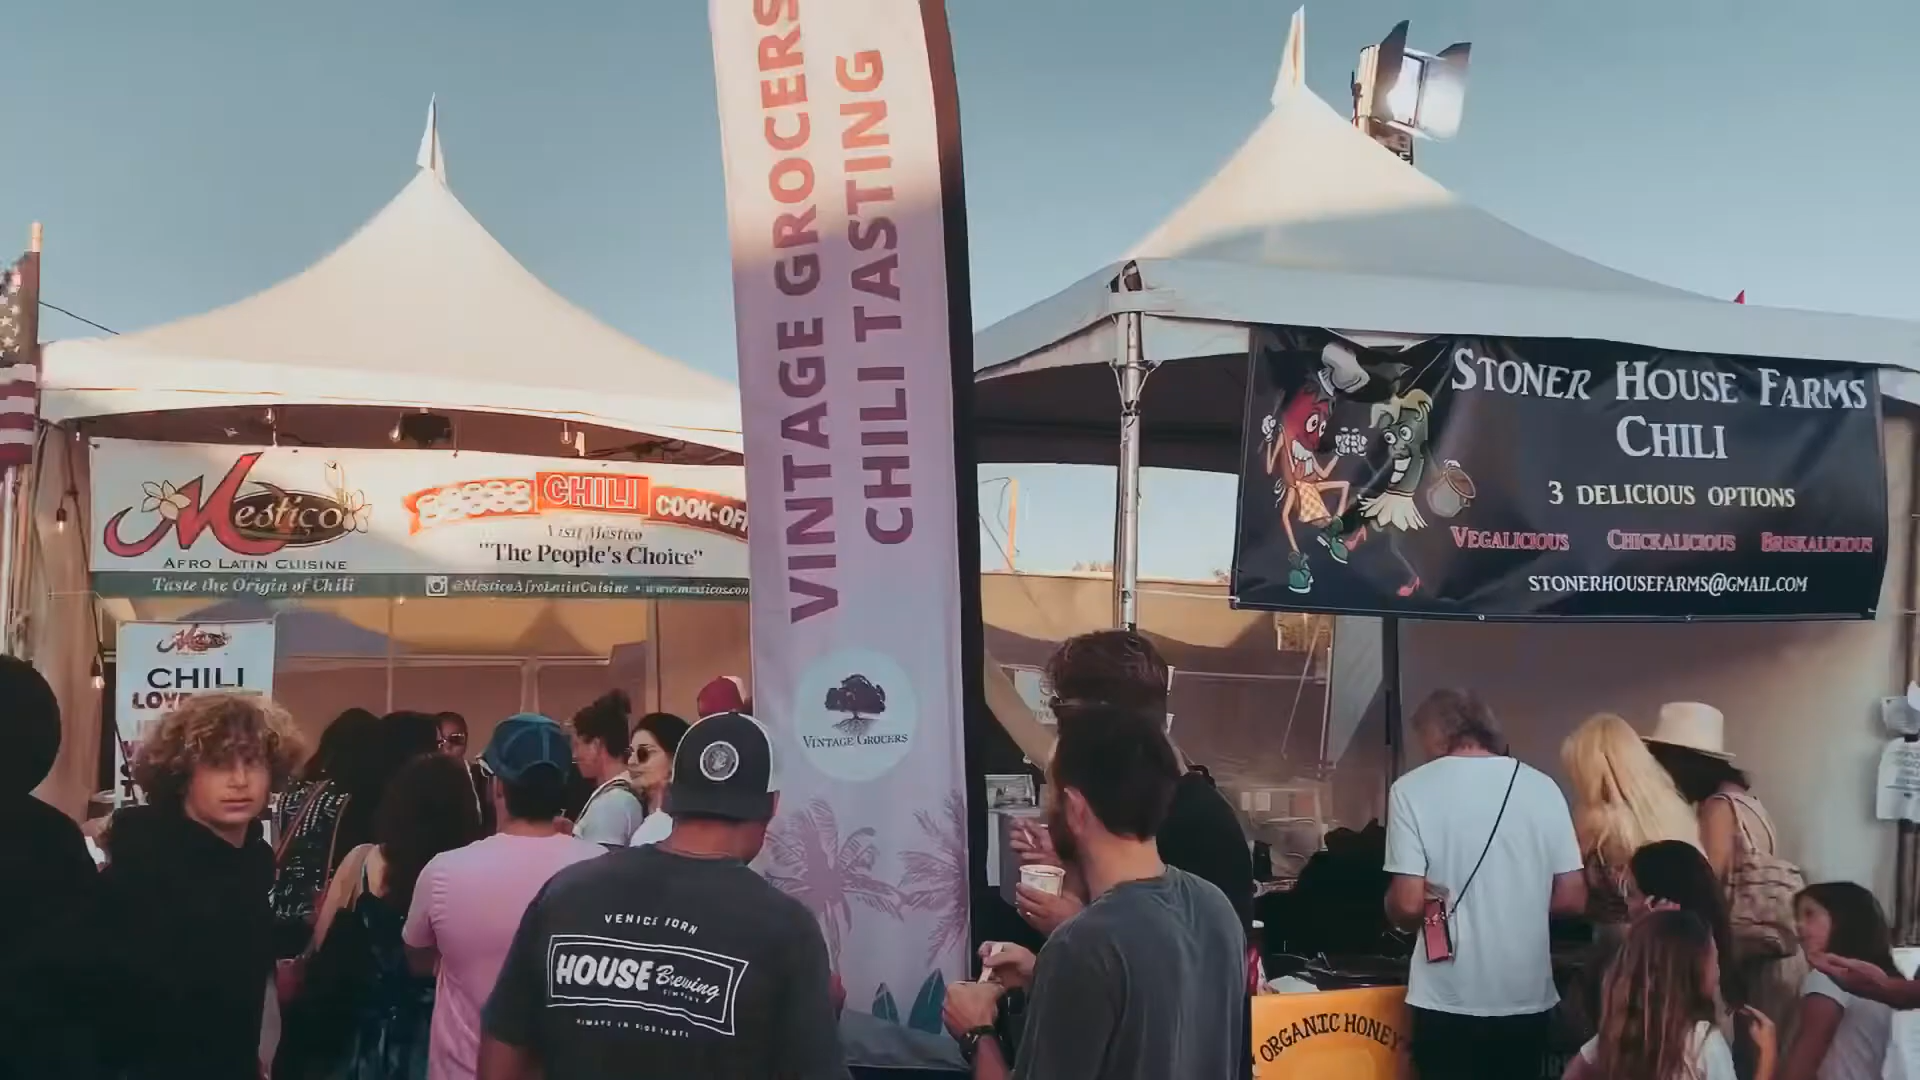 VINTAGE GROCERS
CHILI TASTING
VINTAGE GROCERS
Mestico
AFRO LATIN CUISINE
CHILI
COOK-OFF
Visit Mestico
"The People's Choice"
Taste the Origin of Chili
@MesticoAfroLatinCuisine • www.mesticos.com
CHILI
STONER HOUSE FARMS
CHILI
3 DELICIOUS OPTIONS
VEGALICIOUS CHICKALICIOUS BRISKALICIOUS
STONERHOUSEFARMS@GMAIL.COM
VENICE
HOUSE Brewing
COMPANY
ORGANIC HONEY